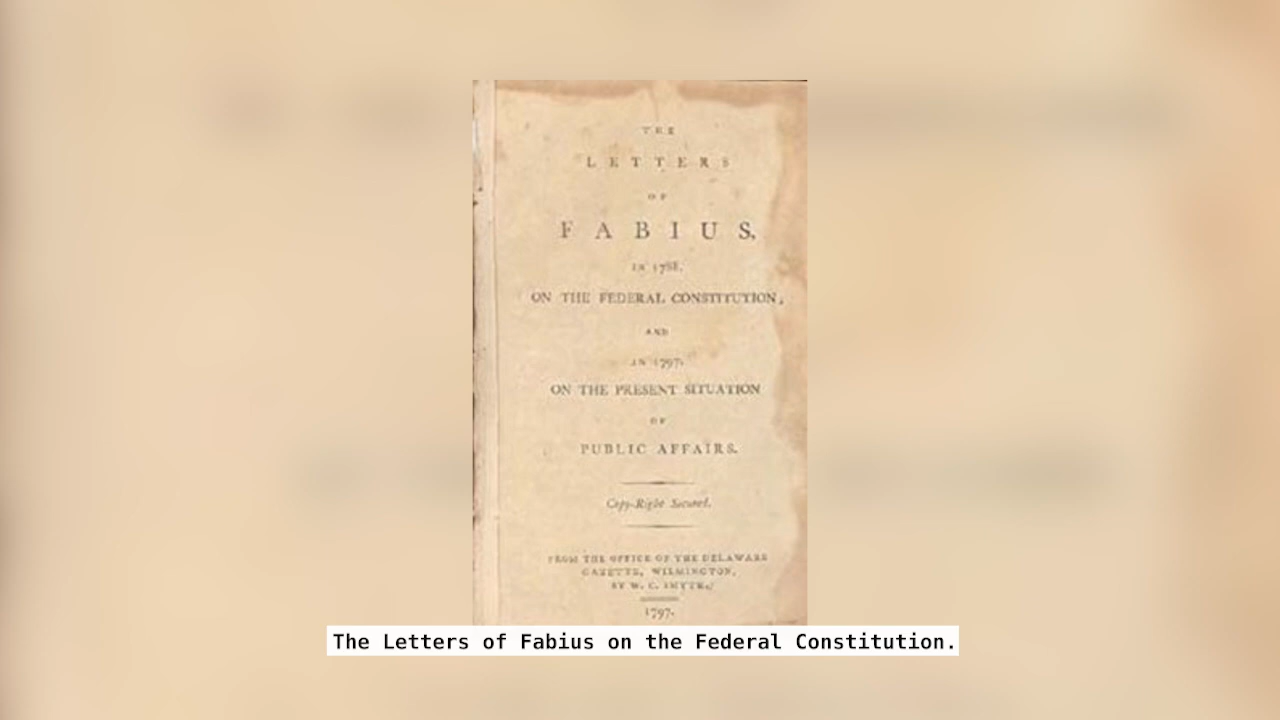 THE
LETTERS
OF
FABIUS,
IN 1788,
ON THE FEDERAL CONSTITUTION;
AND
IN 1797,
ON THE PRESENT SITUATION
OF
PUBLIC AFFAIRS.
Copy-Right Secured.
FROM THE OFFICE OF THE DELAWARE
GAZETTE, WILMINGTON,
BY W. C. SMYTH.
1797.
The Letters of Fabius on the Federal Constitution.